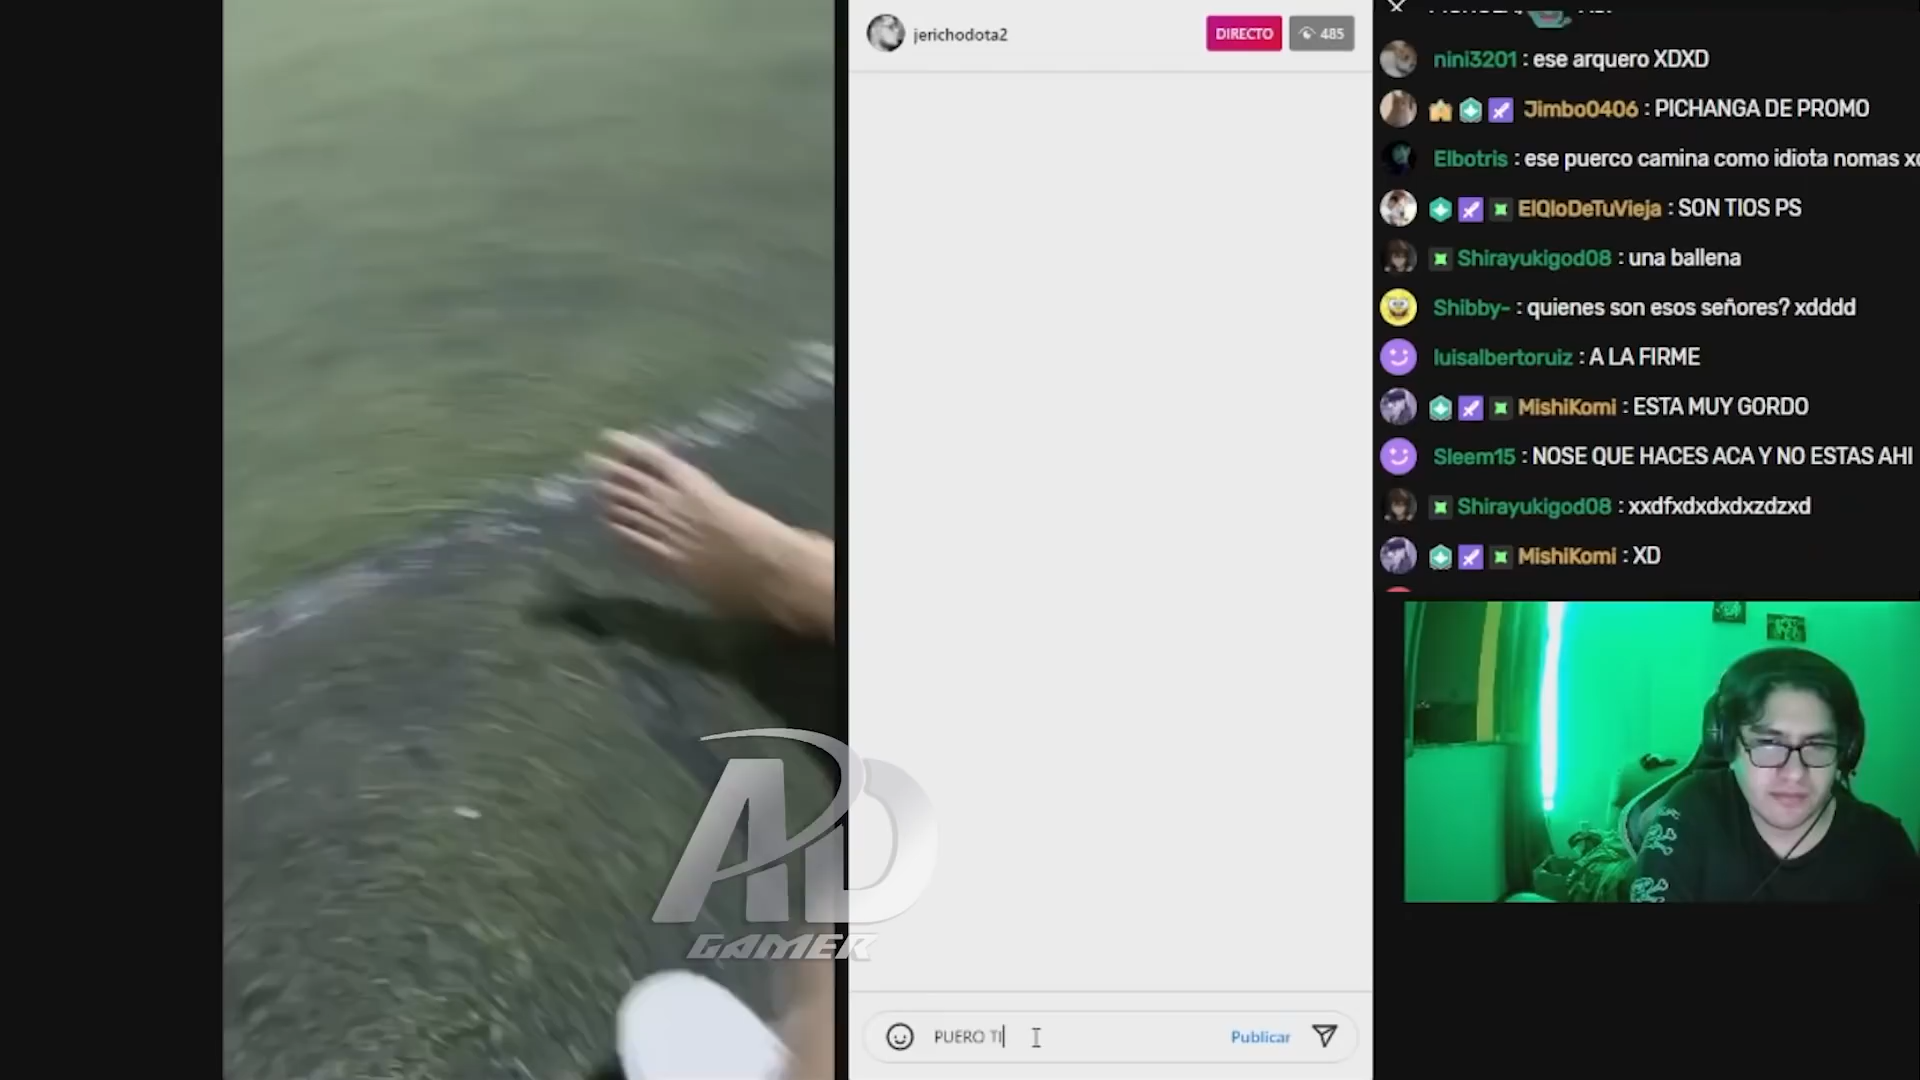 jerichodota2
DIRECTO
485
nini3201 : ese arquero XDXD
Jimbo0406 : PICHANGA DE PROMO
Elbotris : ese puerco camina como idiota nomas
ElQloDeTuVieja : SON TIOS PS
Shirayukigod08 : una ballena
Shibby- : quienes son esos señores? xdddd
luisalbertoruiz : A LA FIRME
MishiKomi : ESTA MUY GORDO
Sleem15 : NOSE QUE HACES ACA Y NO ESTAS AHI
Shirayukigod08 : xxdfxdxdxdxzdzxd
MishiKomi : XD
AD
GAMER
PUERO TI
Publicar